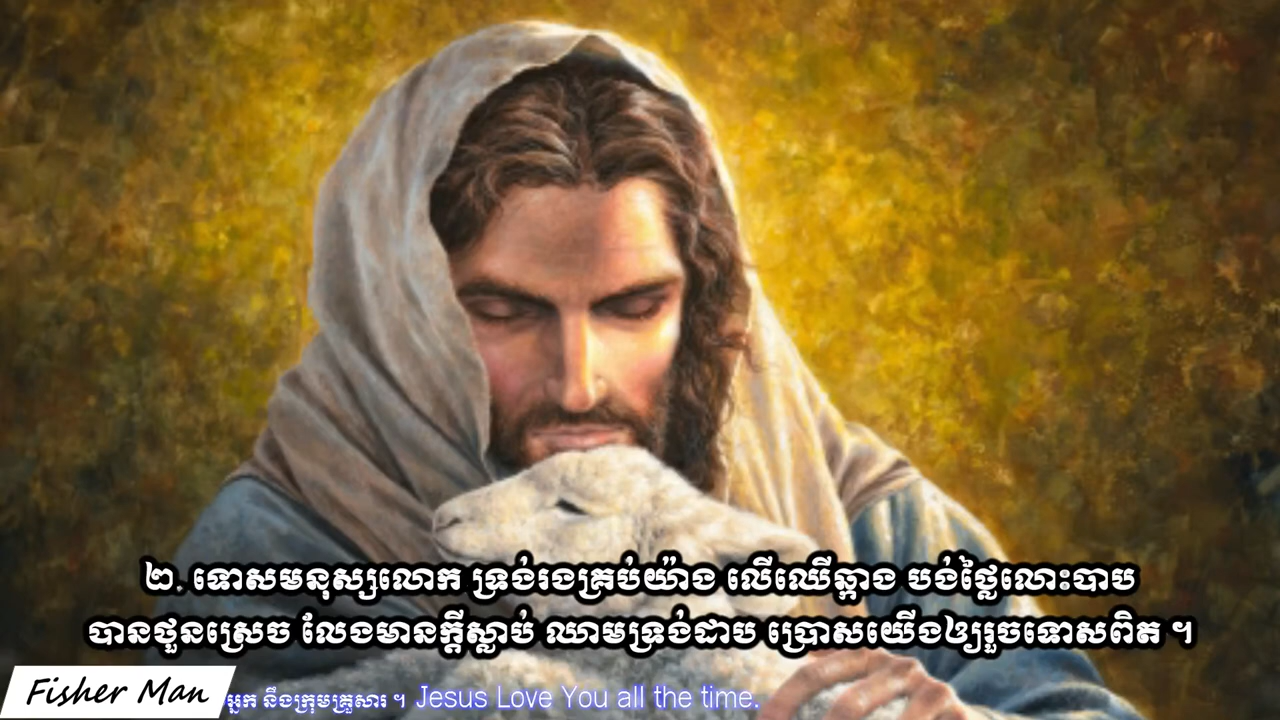 ២. ទោសមនុស្សលោក ទ្រង់រងគ្រប់យ៉ាង លើឈើឆ្កាង បង់ថ្លៃលោះបាប
បានថួនស្រេច លែងមានក្ដីស្លាប់ ឈាមទ្រង់ដាប ប្រោសយើងឲ្យរួចទោសពិត ។
Fisher Man អ្នក នឹងក្រុមគ្រួសារ ។ Jesus Love You all the time.